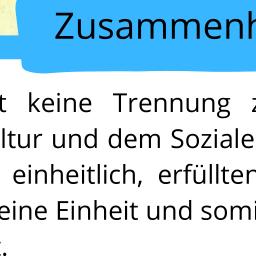 Zusammenh
t keine Trennung z
ltur und dem Soziale
einheitlich, erfüllten
eine Einheit und somi
.